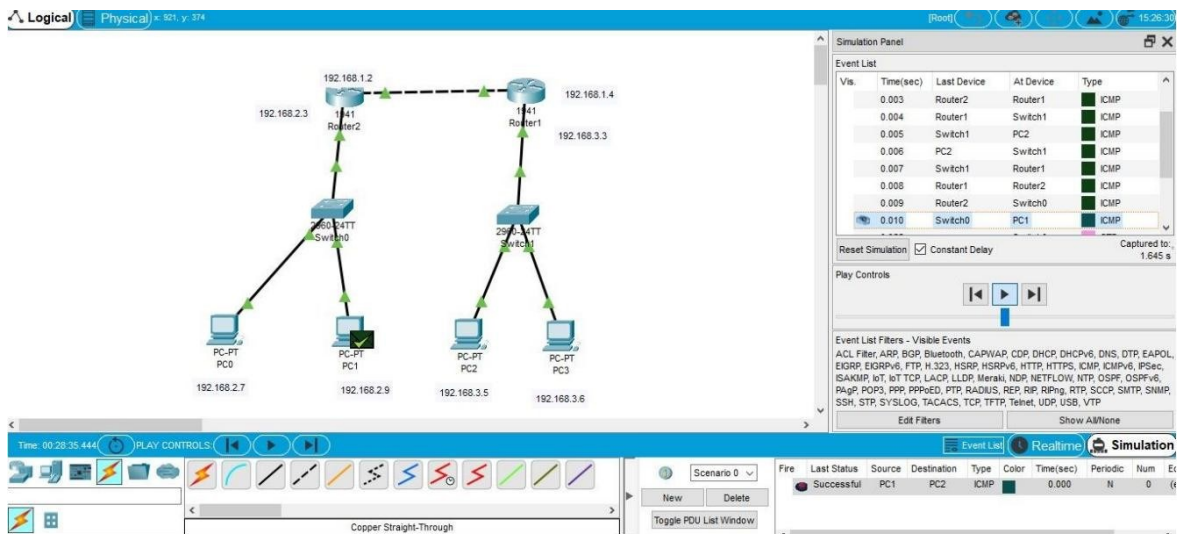 Logical Physical x: 921, y: 374 [Root] 15:26:30
192.168.1.2
192.168.1.4
192.168.2.3
1941
Router2
1941
Router1
192.168.3.3
2960-24TT
Switch0
2960-24TT
Switch1
PC-PT
PC0
PC-PT
PC1
PC-PT
PC2
PC-PT
PC3
192.168.2.7
192.168.2.9
192.168.3.5
192.168.3.6
Simulation Panel
Event List
Vis. Time(sec) Last Device At Device Type
0.003 Router2 Router1 ICMP
0.004 Router1 Switch1 ICMP
0.005 Switch1 PC2 ICMP
0.006 PC2 Switch1 ICMP
0.007 Switch1 Router1 ICMP
0.008 Router1 Router2 ICMP
0.009 Router2 Switch0 ICMP
0.010 Switch0 PC1 ICMP
Reset Simulation Constant Delay Captured to:
1.645 s
Play Controls
Event List Filters - Visible Events
ACL Filter, ARP, BGP, Bluetooth, CAPWAP, CDP, DHCP, DHCPv6, DNS, DTP, EAPOL,
EIGRP, EIGRPv6, FTP, H.323, HSRP, HSRPv6, HTTP, HTTPS, ICMP, ICMPv6, IPSec,
ISAKMP, IoT, IoT TCP, LACP, LLDP, Meraki, NDP, NETFLOW, NTP, OSPF, OSPFv6,
PAgP, POP3, PPP, PPPoED, PTP, RADIUS, REP, RIP, RIPng, RTP, SCCP, SMTP, SNMP,
SSH, STP, SYSLOG, TACACS, TCP, TFTP, Telnet, UDP, USB, VTP
Edit Filters Show All/None
Time: 00:28:35.444 PLAY CONTROLS: Event List Realtime Simulation
Scenario 0
New Delete
Toggle PDU List Window
Copper Straight-Through
Fire Last Status Source Destination Type Color Time(sec) Periodic Num
Successful PC1 PC2 ICMP 0.000 N 0